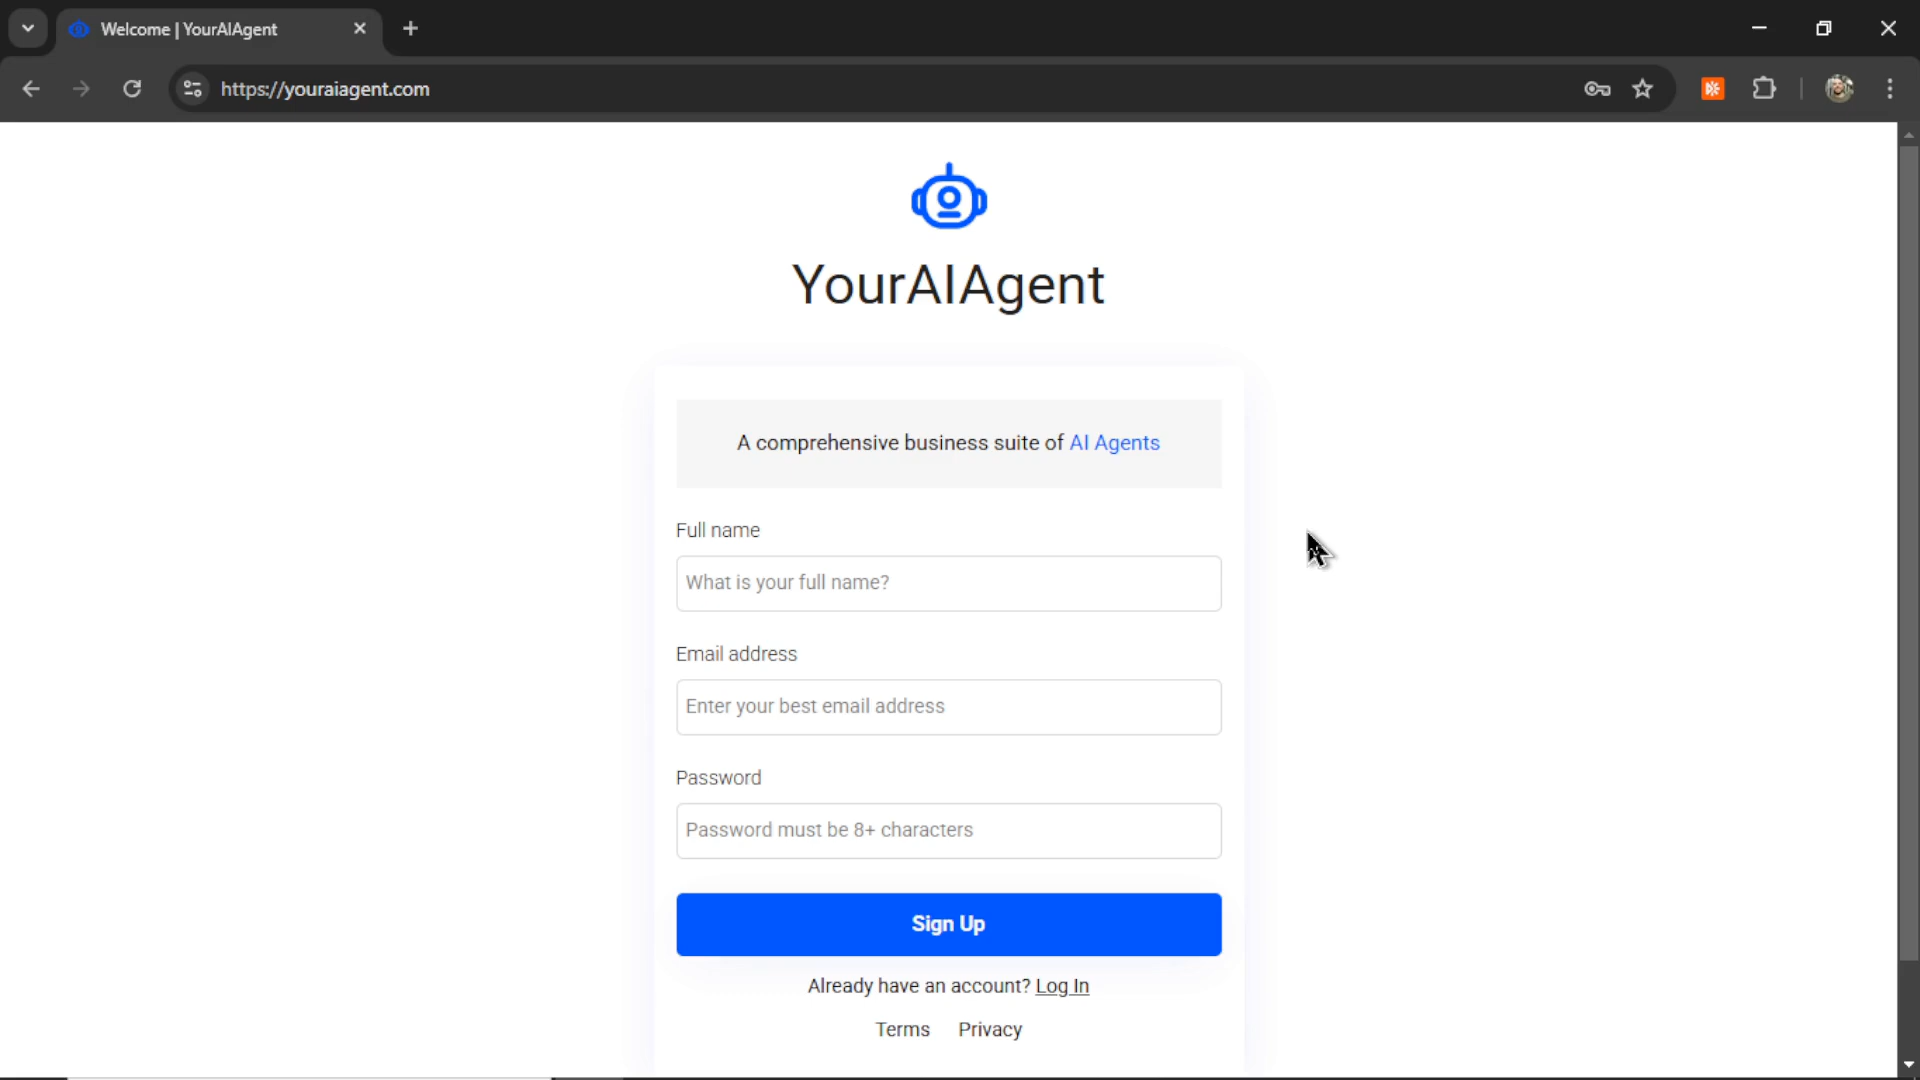 Welcome | YourAIAgent
https://youraiagent.com
YourAIAgent
A comprehensive business suite of AI Agents
Full name
What is your full name?
Email address
Enter your best email address
Password
Password must be 8+ characters
Sign Up
Already have an account? Log In
Terms Privacy